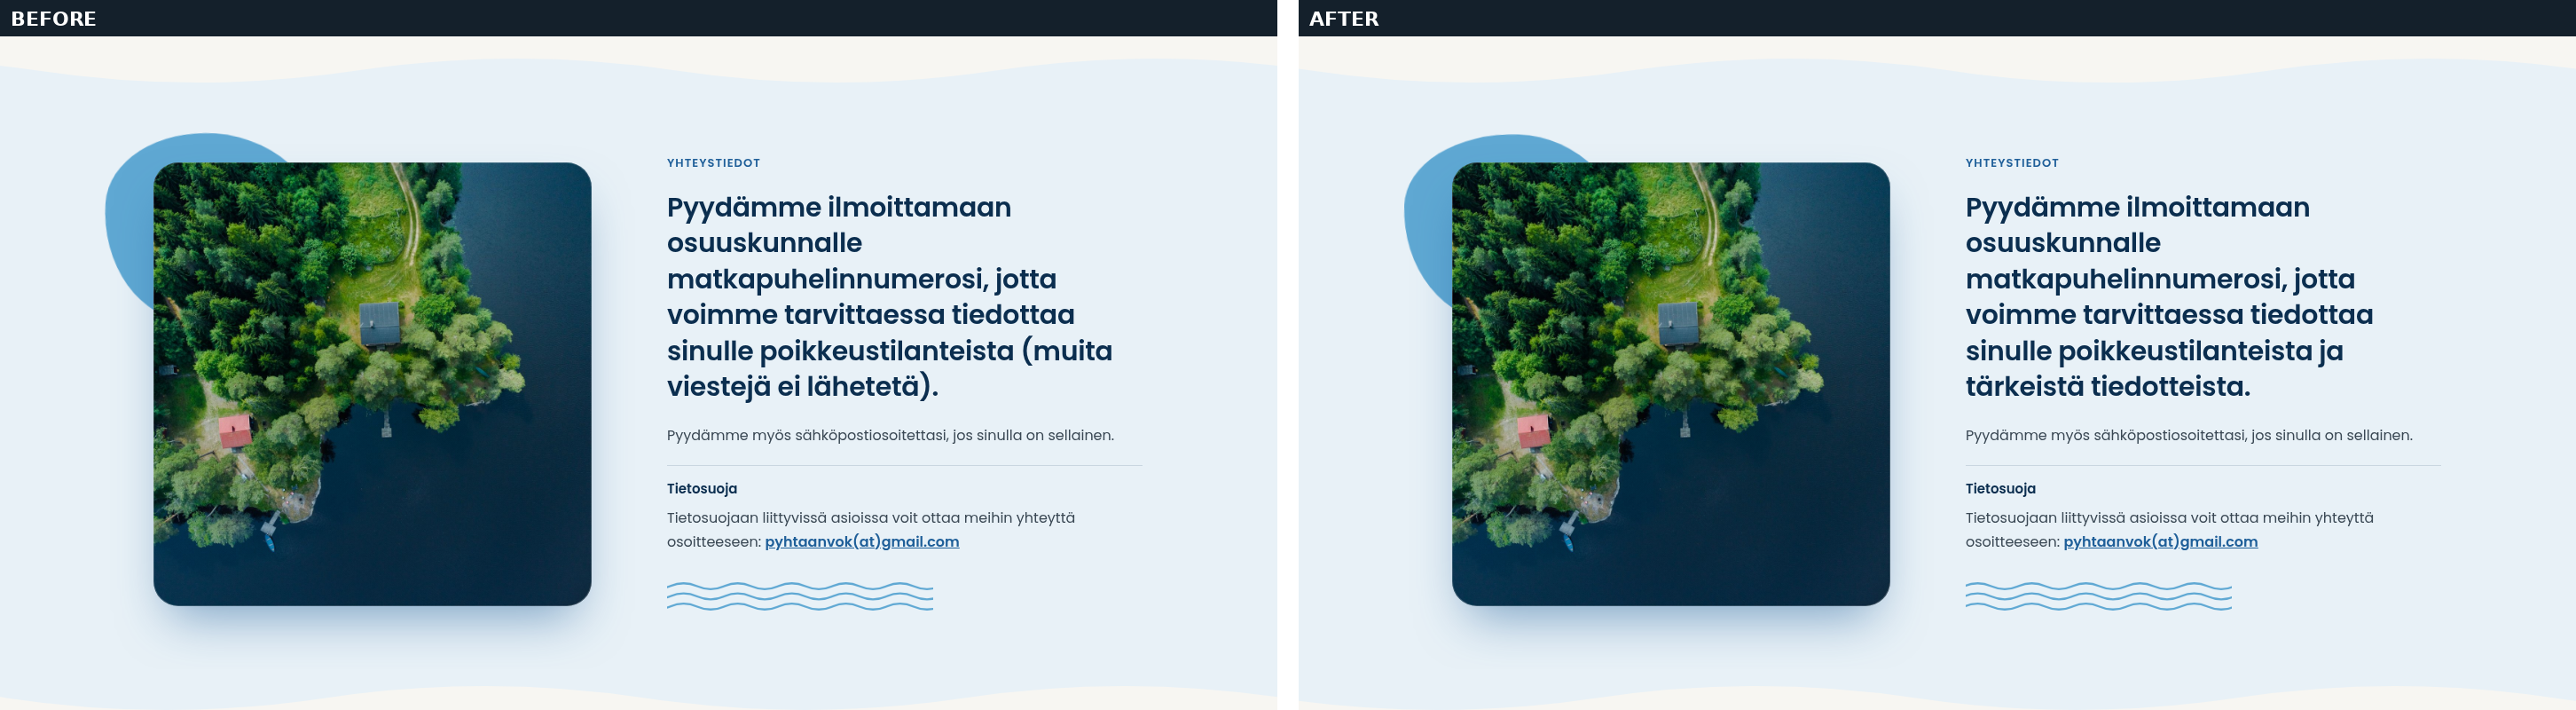 BEFORE
YHTEYSTIEDOT
Pyydämme ilmoittamaan
osuuskunnalle
matkapuhelinnumerosi, jotta
voimme tarvittaessa tiedottaa
sinulle poikkeustilanteista (muita
viestejä ei lähetetä).
Pyydämme myös sähköpostiosoitettasi, jos sinulla on sellainen.
Tietosuoja
Tietosuojaan liittyvissä asioissa voit ottaa meihin yhteyttä
osoitteeseen: pyhtaanvok(at)gmail.com
AFTER
YHTEYSTIEDOT
Pyydämme ilmoittamaan
osuuskunnalle
matkapuhelinnumerosi, jotta
voimme tarvittaessa tiedottaa
sinulle poikkeustilanteista ja
tärkeistä tiedotteista.
Pyydämme myös sähköpostiosoitettasi, jos sinulla on sellainen.
Tietosuoja
Tietosuojaan liittyvissä asioissa voit ottaa meihin yhteyttä
osoitteeseen: pyhtaanvok(at)gmail.com